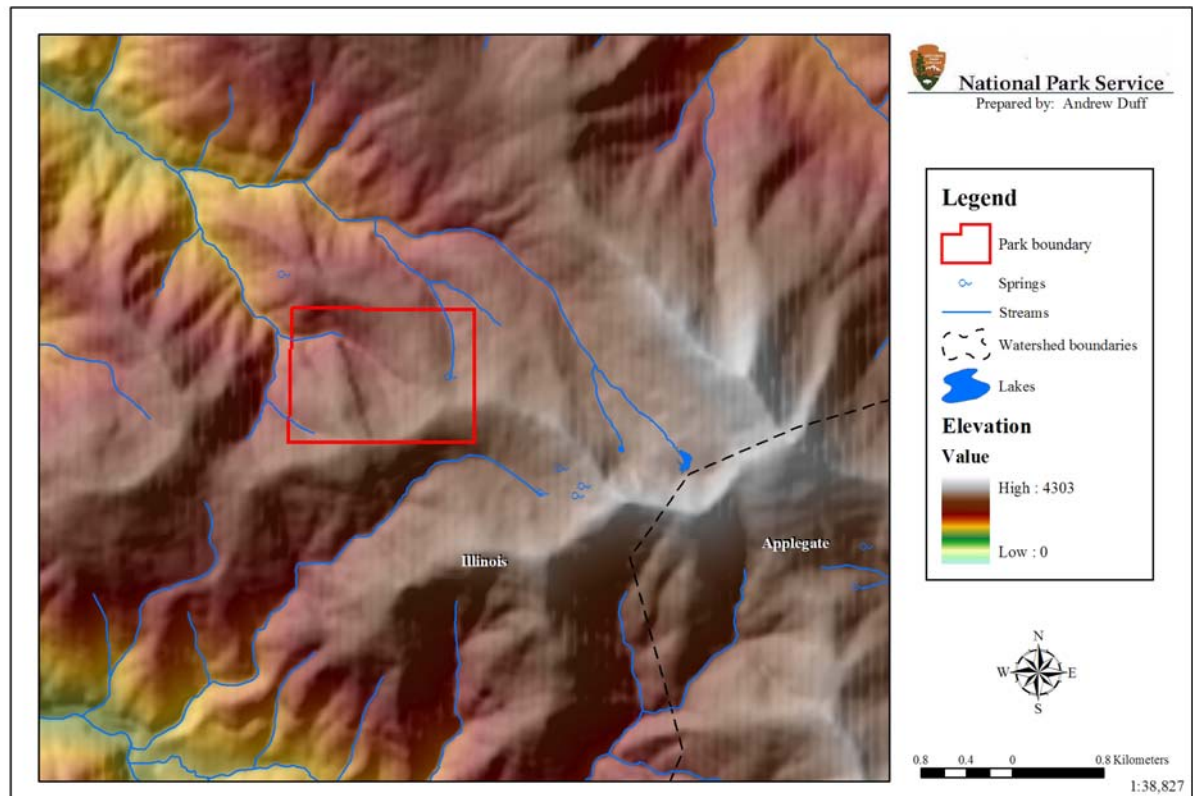 National Park Service
Prepared by: Andrew Duff
Legend
Park boundary
Springs
Streams
Watershed boundaries
Lakes
Elevation
Value
High : 4303
Low : 0
Illinois
Applegate
N
W E
S
0.8 0.4 0 0.8 Kilometers
1:38,827